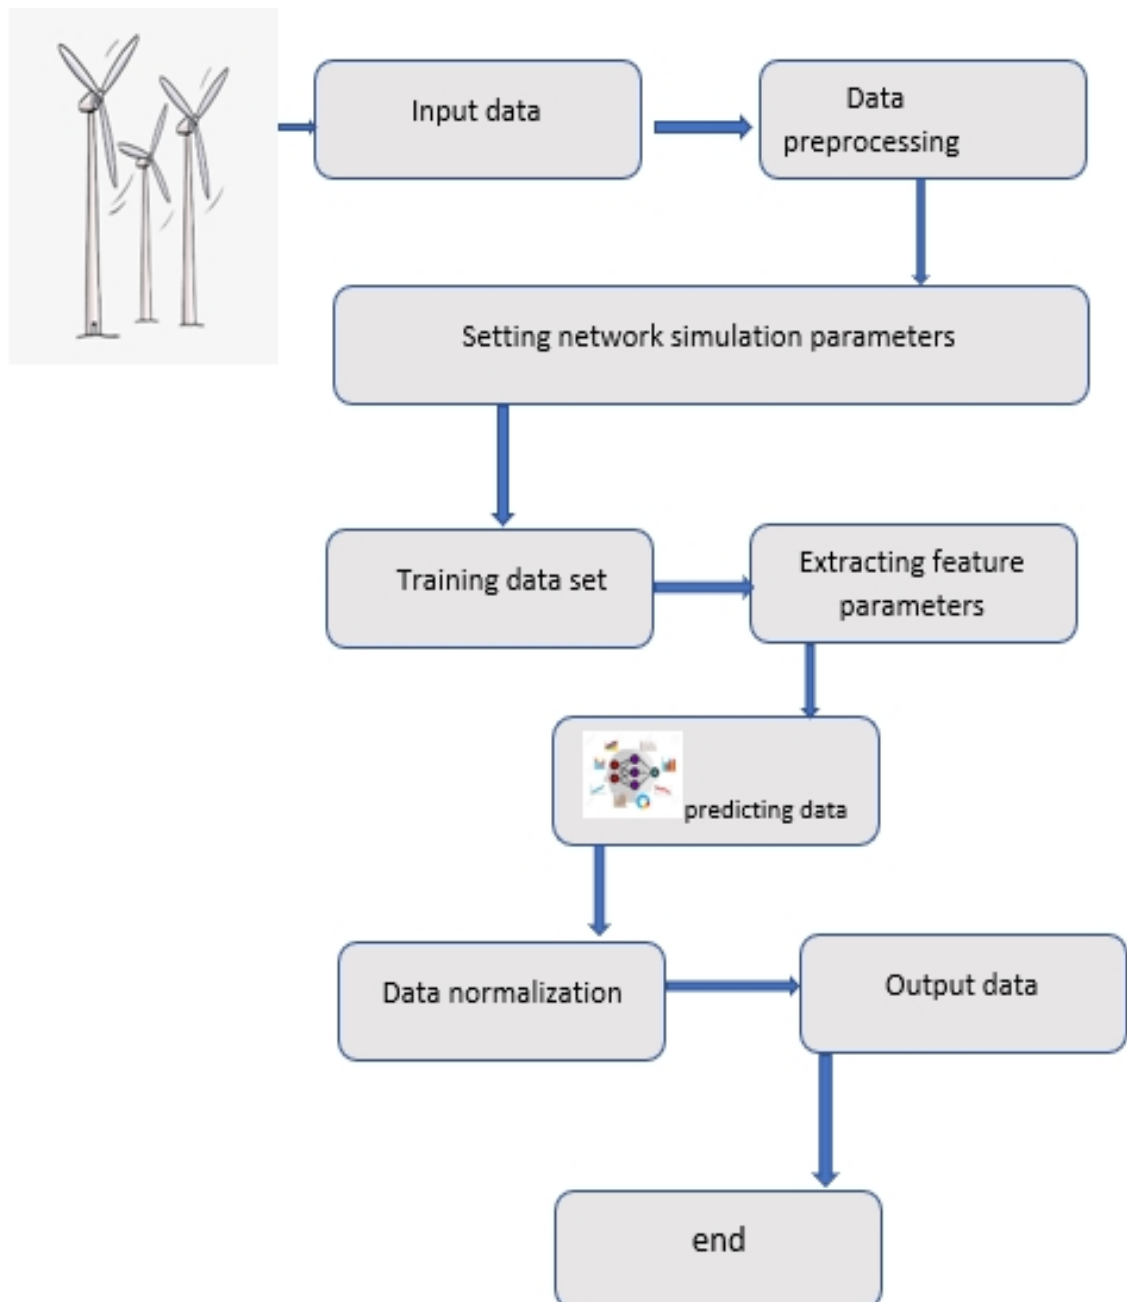 Input data
Data
preprocessing
Setting network simulation parameters
Training data set
Extracting feature
parameters
predicting data
Data normalization
Output data
end